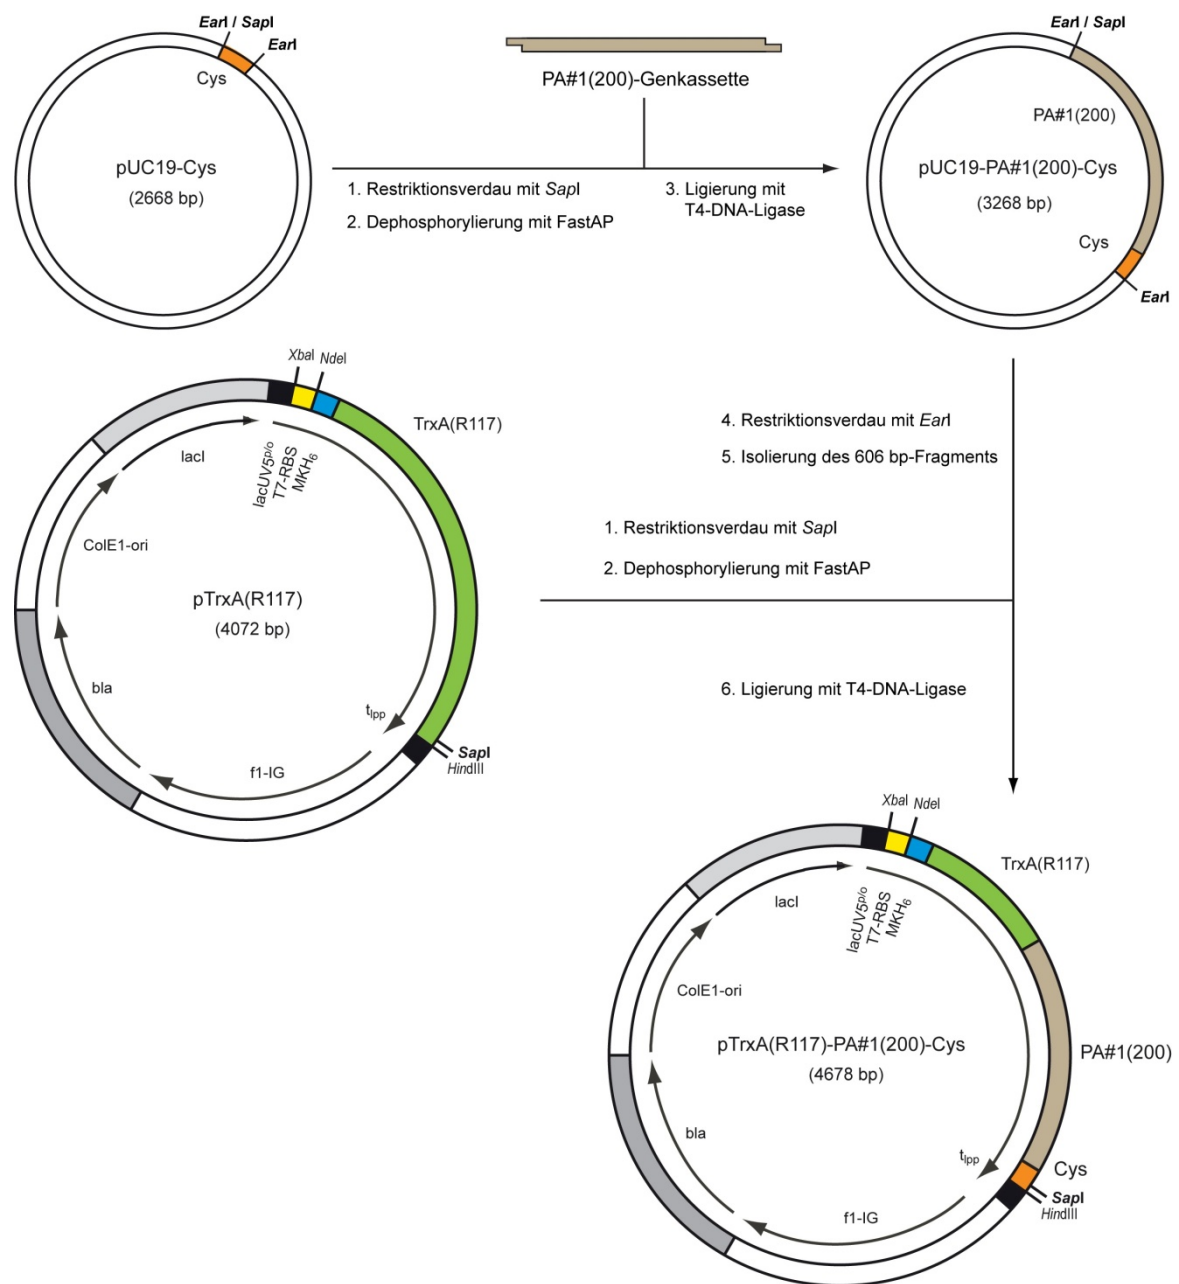 EarI / SapI
EarI
Cys
pUC19-Cys
(2668 bp)
PA#1(200)-Genkassette
1. Restriktionsverdau mit SapI
2. Dephosphorylierung mit FastAP
3. Ligierung mit
T4-DNA-Ligase
EarI / SapI
PA#1(200)
pUC19-PA#1(200)-Cys
(3268 bp)
Cys
EarI
XbaI
NdeI
TrxA(R117)
lacI
lacUV5p/o
T7-RBS
MKH6
ColE1-ori
pTrxA(R117)
(4072 bp)
bla
tlpp
SapI
HindIII
f1-IG
4. Restriktionsverdau mit EarI
5. Isolierung des 606 bp-Fragments
1. Restriktionsverdau mit SapI
2. Dephosphorylierung mit FastAP
6. Ligierung mit T4-DNA-Ligase
XbaI
NdeI
TrxA(R117)
lacI
lacUV5p/o
T7-RBS
MKH6
ColE1-ori
pTrxA(R117)-PA#1(200)-Cys
(4678 bp)
PA#1(200)
bla
tlpp
Cys
SapI
HindIII
f1-IG